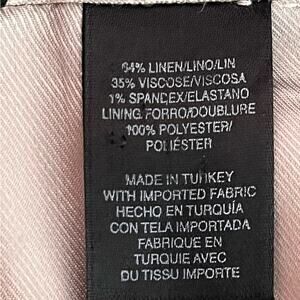 64% LINEN/LINO/LIN
35% VISCOSE/VISCOSA
1% SPANDEX/ELASTANO
LINING/FORRO/DOUBLURE
100% POLYESTER/
POLIÉSTER
MADE IN TURKEY
WITH IMPORTED FABRIC
HECHO EN TURQUÍA
CON TELA IMPORTADA
FABRIQUE EN
TURQUIE AVEC
DU TISSU IMPORTE